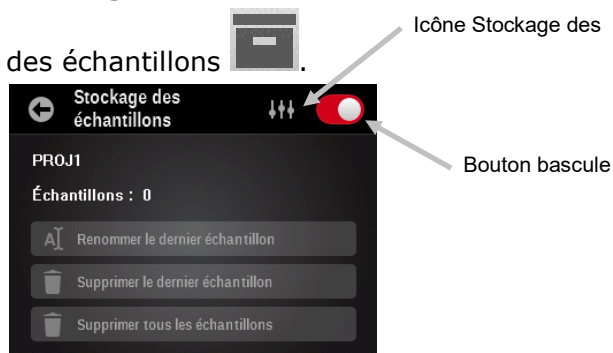 Icône Stockage des
des échantillons .
Stockage des
échantillons
Bouton bascule
PROJ1
Échantillons : 0
Renommer le dernier échantillon
Supprimer le dernier échantillon
Supprimer tous les échantillons